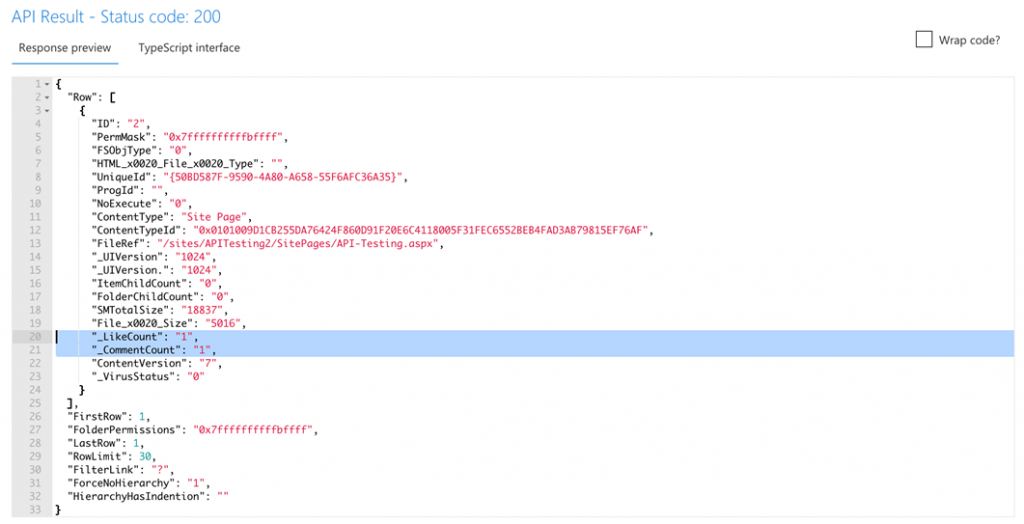 API Result - Status code: 200
Response preview TypeScript interface Wrap code?
1 {
2 "Row": [
3 {
4 "ID": "2",
5 "PermMask": "0x7ffffffffffbffff",
6 "FSObjType": "0",
7 "HTML_x0020_File_x0020_Type": "",
8 "UniqueId": "{50BD587F-9590-4A80-A658-55F6AFC36A35}",
9 "ProgId": "",
10 "NoExecute": "0",
11 "ContentType": "Site Page",
12 "ContentTypeId": "0x0101009D1CB255DA76424F860D91F20E6C4118005F31FEC6552BEB4FAD3AB79815EF76AF",
13 "FileRef": "/sites/APITesting2/SitePages/API-Testing.aspx",
14 "_UIVersion": "1024",
15 "_UIVersion.": "1024",
16 "ItemChildCount": "0",
17 "FolderChildCount": "0",
18 "SMTotalSize": "18837",
19 "File_x0020_Size": "5016",
20 "_LikeCount": "1",
21 "_CommentCount": "1",
22 "ContentVersion": "7",
23 "_VirusStatus": "0"
24 }
25 ],
26 "FirstRow": 1,
27 "FolderPermissions": "0x7ffffffffffbffff",
28 "LastRow": 1,
29 "RowLimit": 30,
30 "FilterLink": "?",
31 "ForceNoHierarchy": "1",
32 "HierarchyHasIndention": ""
33 }